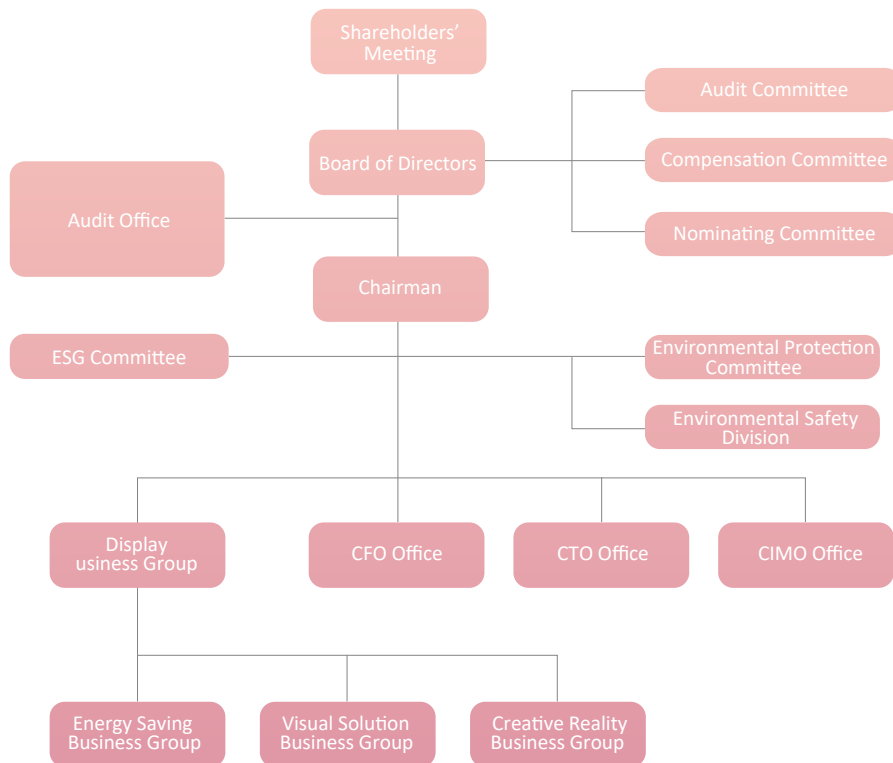 Shareholders’
Meeting
Audit Committee
Board of Directors
Compensation Committee
Audit Office
Nominating Committee
Chairman
ESG Committee
Environmental Protection
Committee
Environmental Safety
Division
Display
usiness Group
CFO Office
CTO Office
CIMO Office
Energy Saving
Business Group
Visual Solution
Business Group
Creative Reality
Business Group